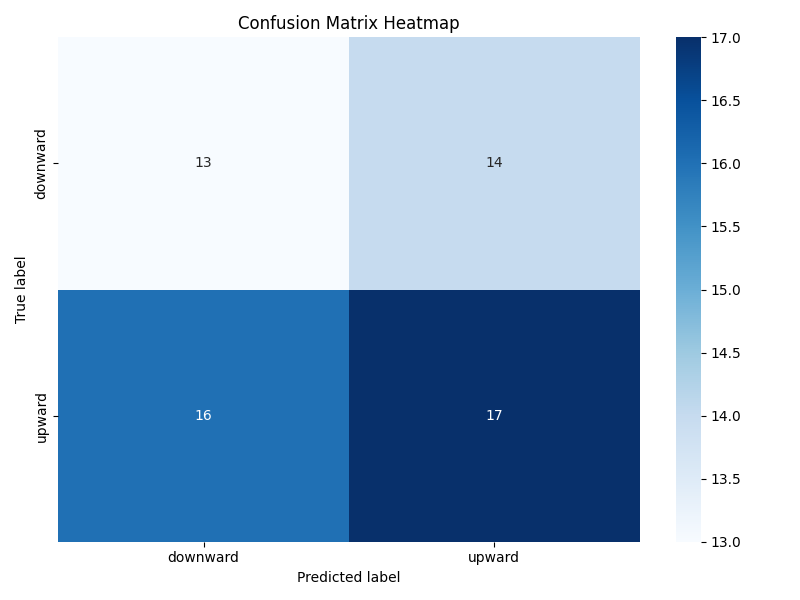 Confusion Matrix Heatmap
True label
downward
upward
13
14
16
17
downward
upward
Predicted label
17.0
16.5
16.0
15.5
15.0
14.5
14.0
13.5
13.0